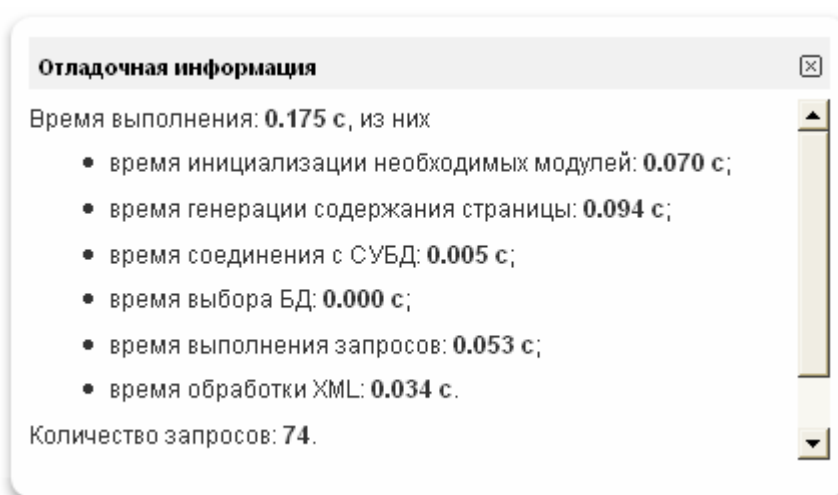 Отладочная информация
Время выполнения: 0.175 с, из них
• время инициализации необходимых модулей: 0.070 с;
• время генерации содержания страницы: 0.094 с;
• время соединения с СУБД: 0.005 с;
• время выбора БД: 0.000 с;
• время выполнения запросов: 0.053 с;
• время обработки XML: 0.034 с.
Количество запросов: 74.